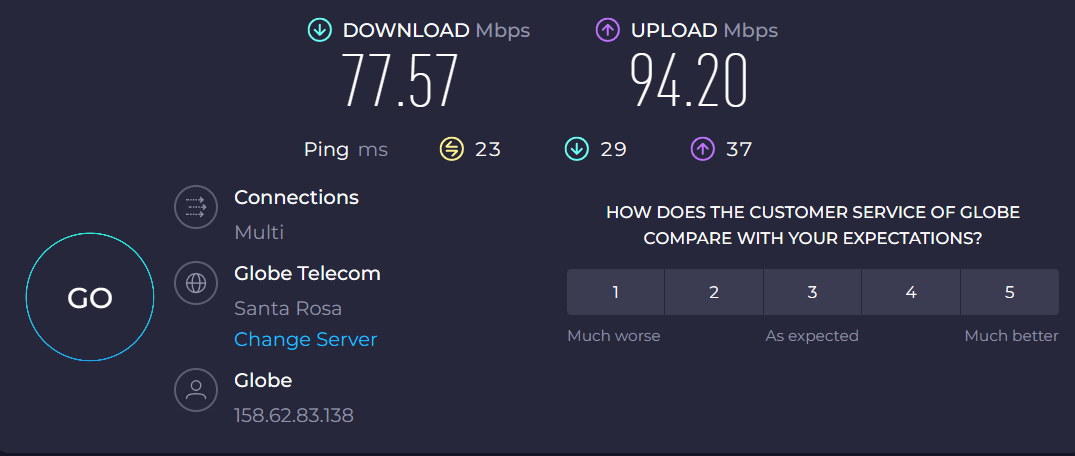 DOWNLOAD Mbps
77.57
UPLOAD Mbps
94.20
Ping ms 23 29 37
Connections
Multi
Globe Telecom
Santa Rosa
Change Server
Globe
158.62.83.138
GO
HOW DOES THE CUSTOMER SERVICE OF GLOBE
COMPARE WITH YOUR EXPECTATIONS?
1 2 3 4 5
Much worse As expected Much better